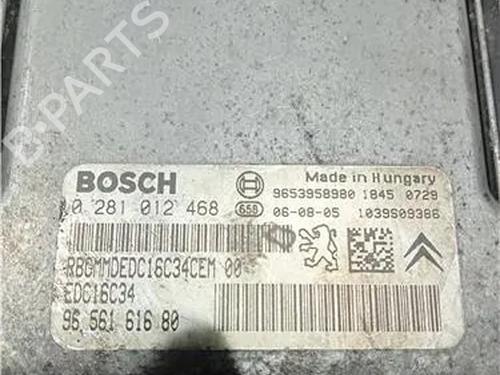 B-PARTS
BOSCH
Made in Hungary
9653958980 1845 0729
0 281 012 468
658
06-08-05
1039S09386
RBGMMDEDC16C34CEM 00
EDC16C34
96 561 616 80